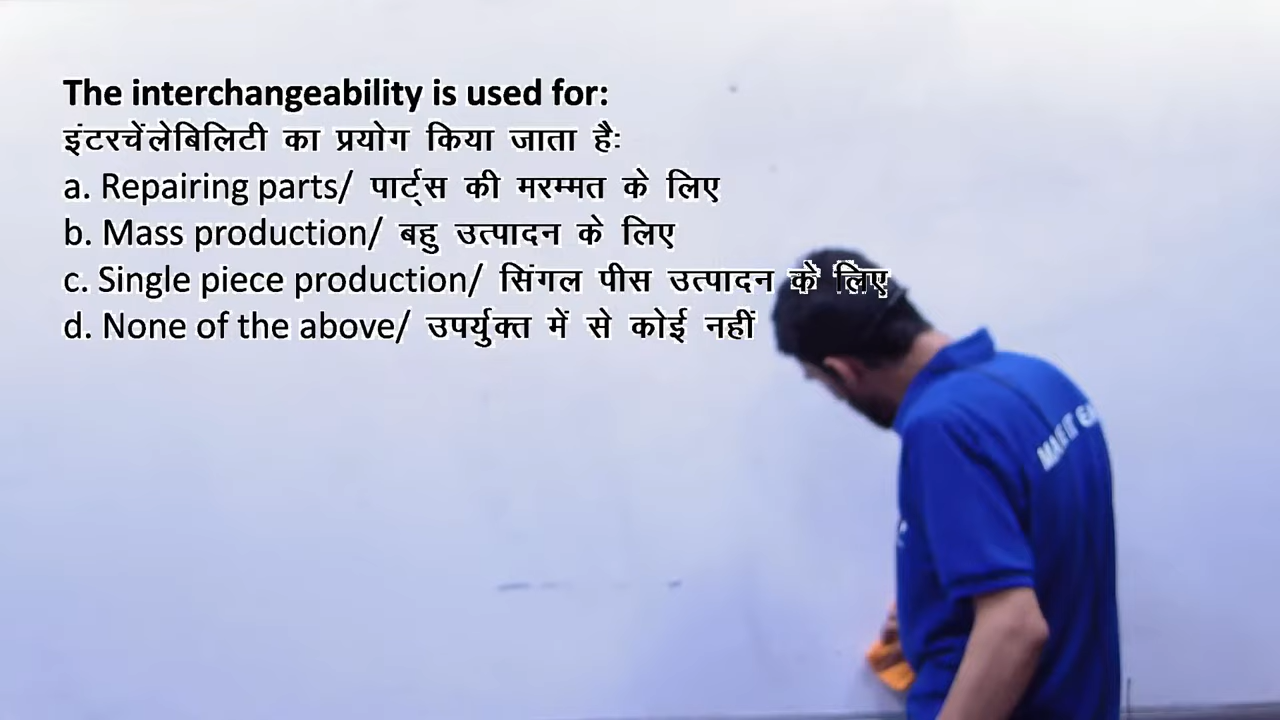 The interchangeability is used for:
इंटरचेंलेबिलिटी का प्रयोग किया जाता हैः
a. Repairing parts/ पार्ट्स की मरम्मत के लिए
b. Mass production/ बहु उत्पादन के लिए
c. Single piece production/ सिंगल पीस उत्पादन के लिए
d. None of the above/ उपर्युक्त में से कोई नहीं